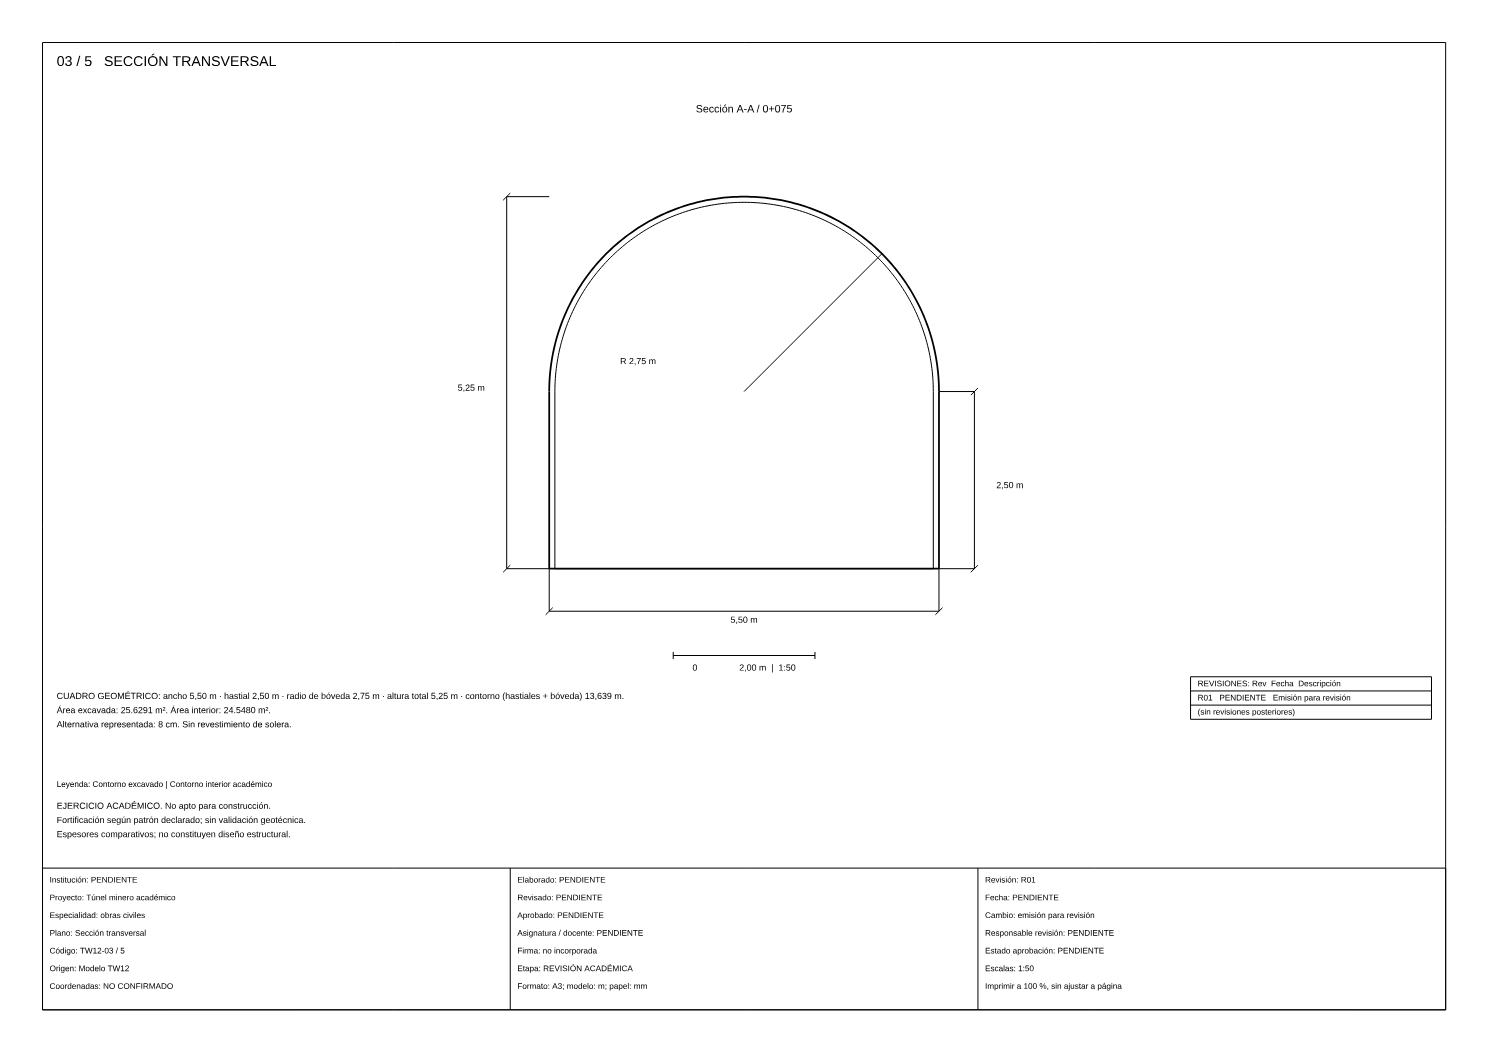 03 / 5   SECCIÓN TRANSVERSAL
Sección A-A / 0+075
R 2,75 m
5,25 m
2,50 m
5,50 m
0   2,00 m  |  1:50
CUADRO GEOMÉTRICO: ancho 5,50 m · hastial 2,50 m · radio de bóveda 2,75 m · altura total 5,25 m · contorno (hastiales + bóveda) 13,639 m.
Área excavada: 25.6291 m². Área interior: 24.5480 m².
Alternativa representada: 8 cm. Sin revestimiento de solera.
REVISIONES: Rev  Fecha  Descripción
R01   PENDIENTE   Emisión para revisión
(sin revisiones posteriores)
Leyenda: Contorno excavado | Contorno interior académico
EJERCICIO ACADÉMICO. No apto para construcción.
Fortificación según patrón declarado; sin validación geotécnica.
Espesores comparativos; no constituyen diseño estructural.
Institución: PENDIENTE
Proyecto: Túnel minero académico
Especialidad: obras civiles
Plano: Sección transversal
Código: TW12-03 / 5
Origen: Modelo TW12
Coordenadas: NO CONFIRMADO
Elaborado: PENDIENTE
Revisado: PENDIENTE
Aprobado: PENDIENTE
Asignatura / docente: PENDIENTE
Firma: no incorporada
Etapa: REVISIÓN ACADÉMICA
Formato: A3; modelo: m; papel: mm
Revisión: R01
Fecha: PENDIENTE
Cambio: emisión para revisión
Responsable revisión: PENDIENTE
Estado aprobación: PENDIENTE
Escalas: 1:50
Imprimir a 100 %, sin ajustar a página